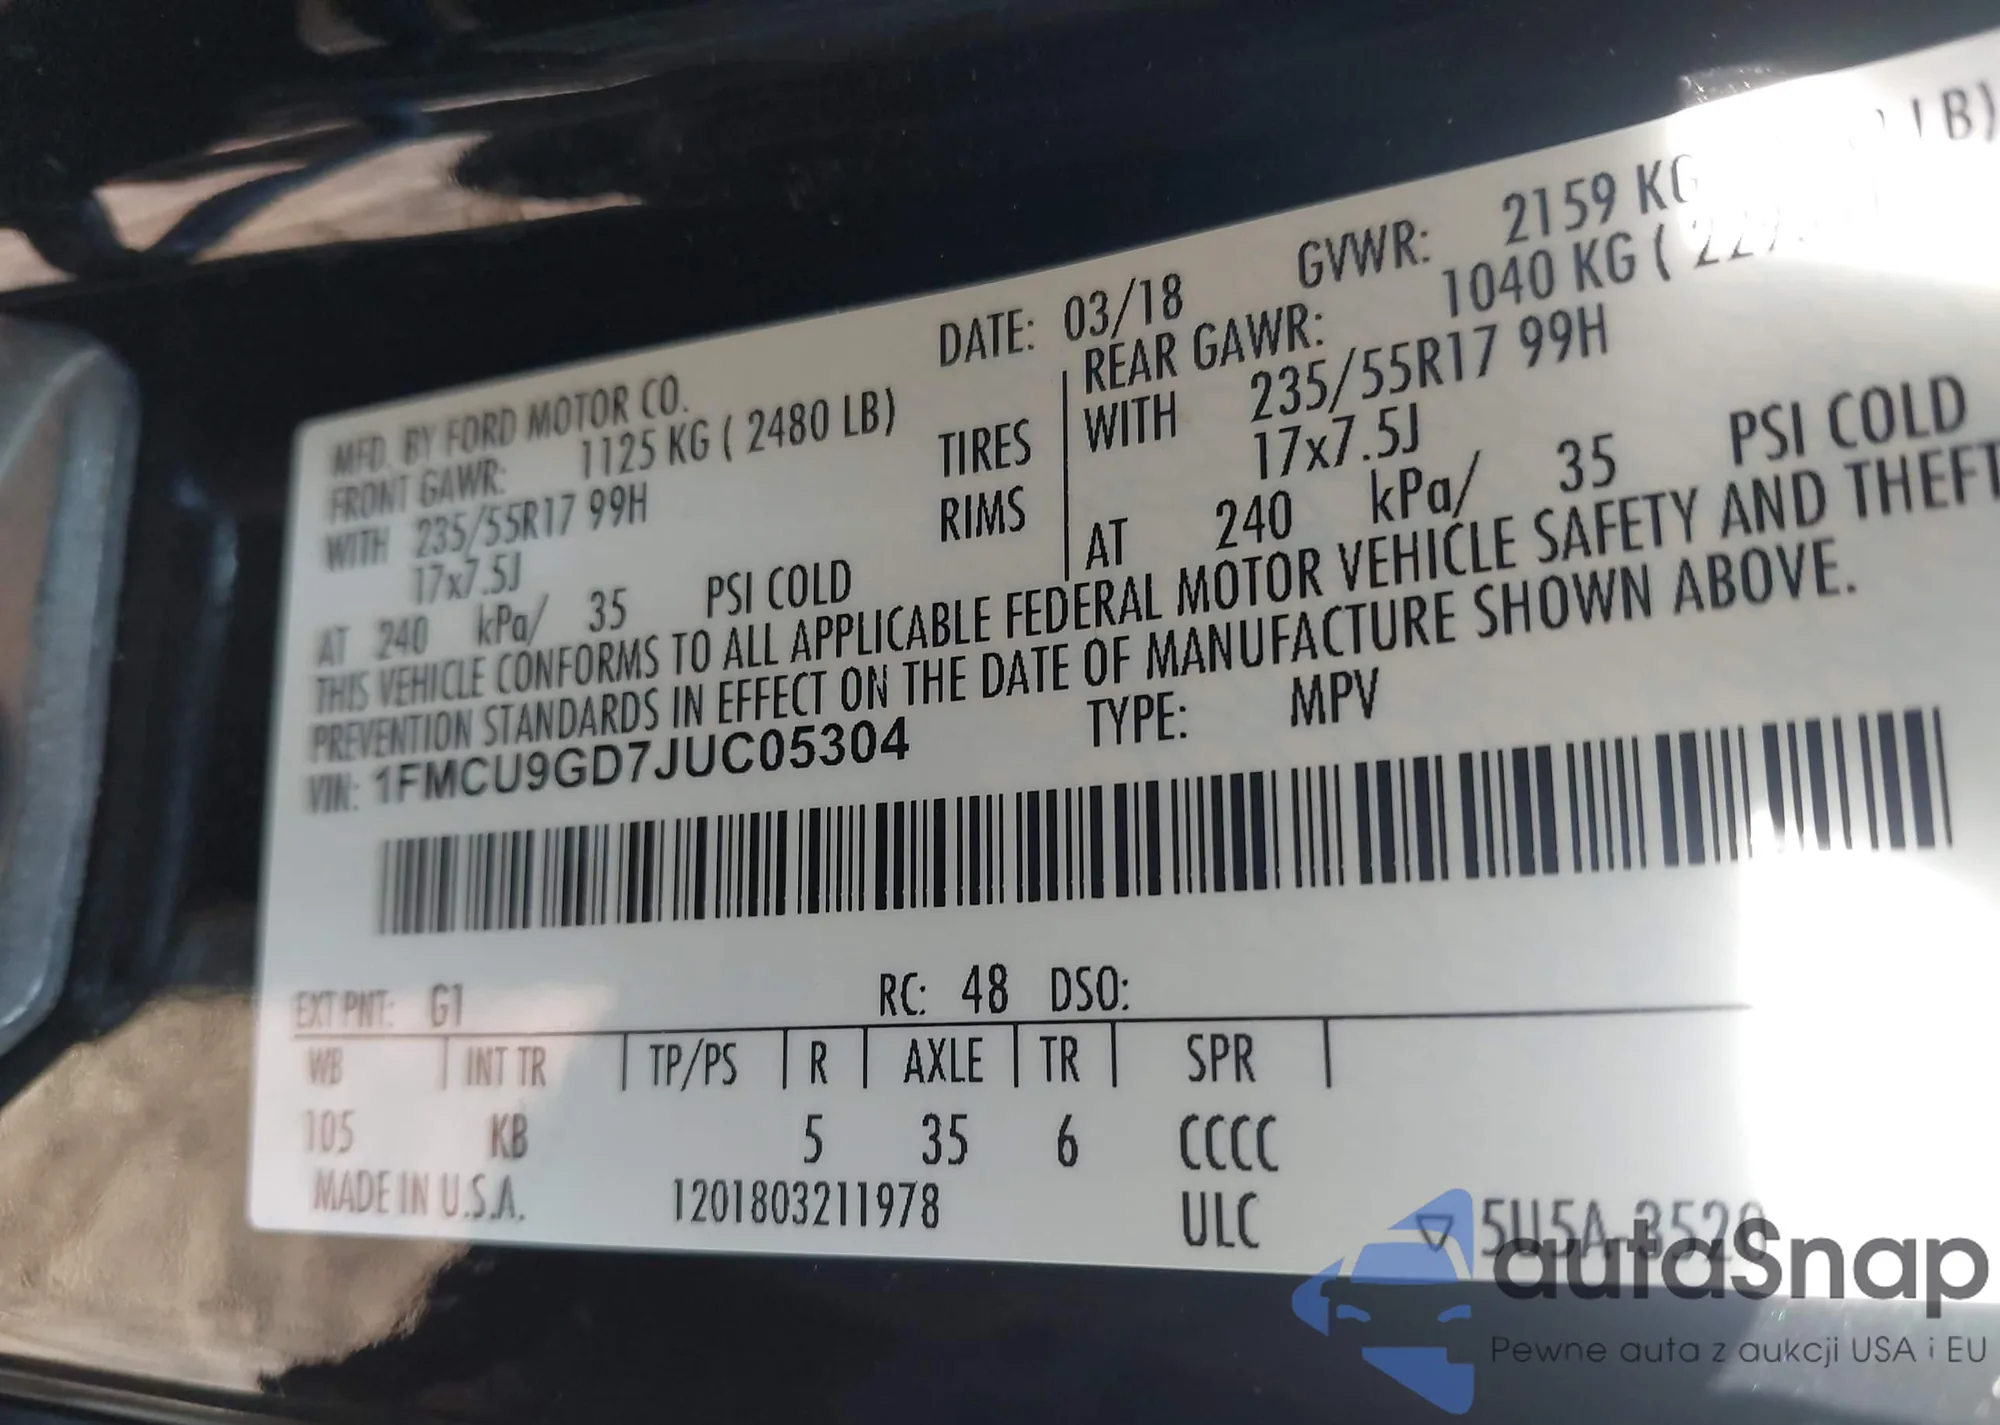 MFD. BY FORD MOTOR CO. DATE: 03/18 GVWR: 2159 KG LB)
FRONT GAWR: 1125 KG ( 2480 LB) REAR GAWR: 1040 KG (
WITH 235/55R17 99H TIRES WITH 235/55R17 99H
17x7.5J RIMS 17x7.5J
AT 240 kPa/ 35 PSI COLD AT 240 kPa/ 35 PSI COLD
THIS VEHICLE CONFORMS TO ALL APPLICABLE FEDERAL MOTOR VEHICLE SAFETY AND THEFT
PREVENTION STANDARDS IN EFFECT ON THE DATE OF MANUFACTURE SHOWN ABOVE.
VIN: 1FMCU9GD7JUC05304 TYPE: MPV
EXT PNT: G1 RC: 48 DSO:
WB INT TR TP/PS R AXLE TR SPR
105 KB 5 35 6 CCCC
MADE IN U.S.A. 1201803211978 ULC
autaSnap
Pewne auta z aukcji USA i EU